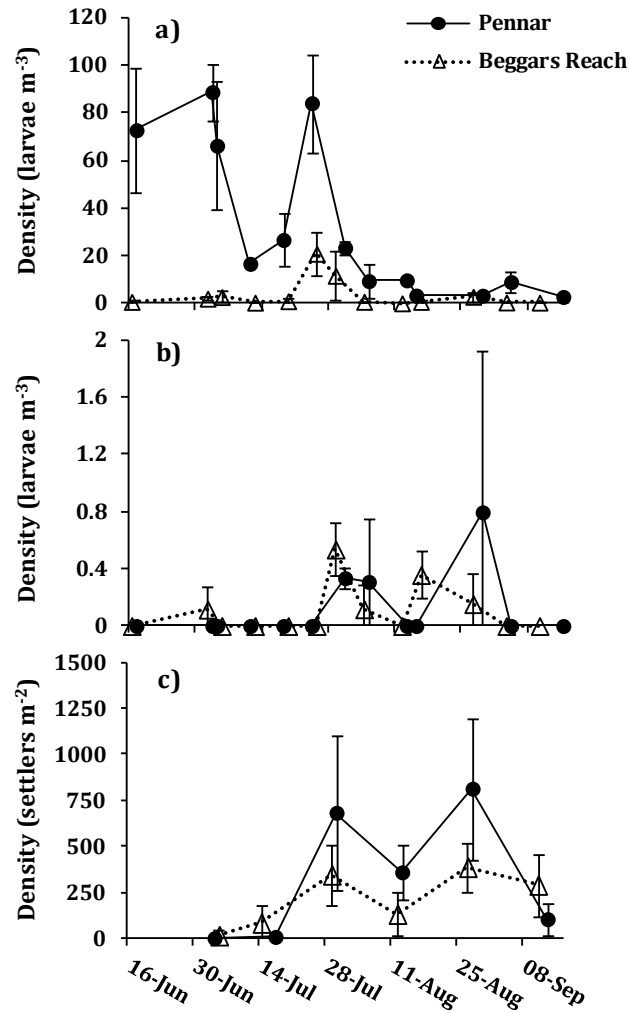 a)
Pennar
Beggars Reach
Density (larvae m-3)
120
100
80
60
40
20
0
b)
Density (larvae m-3)
2
1.6
1.2
0.8
0.4
0
c)
Density (settlers m-2)
1500
1250
1000
750
500
250
0
16-Jun
30-Jun
14-Jul
28-Jul
11-Aug
25-Aug
08-Sep